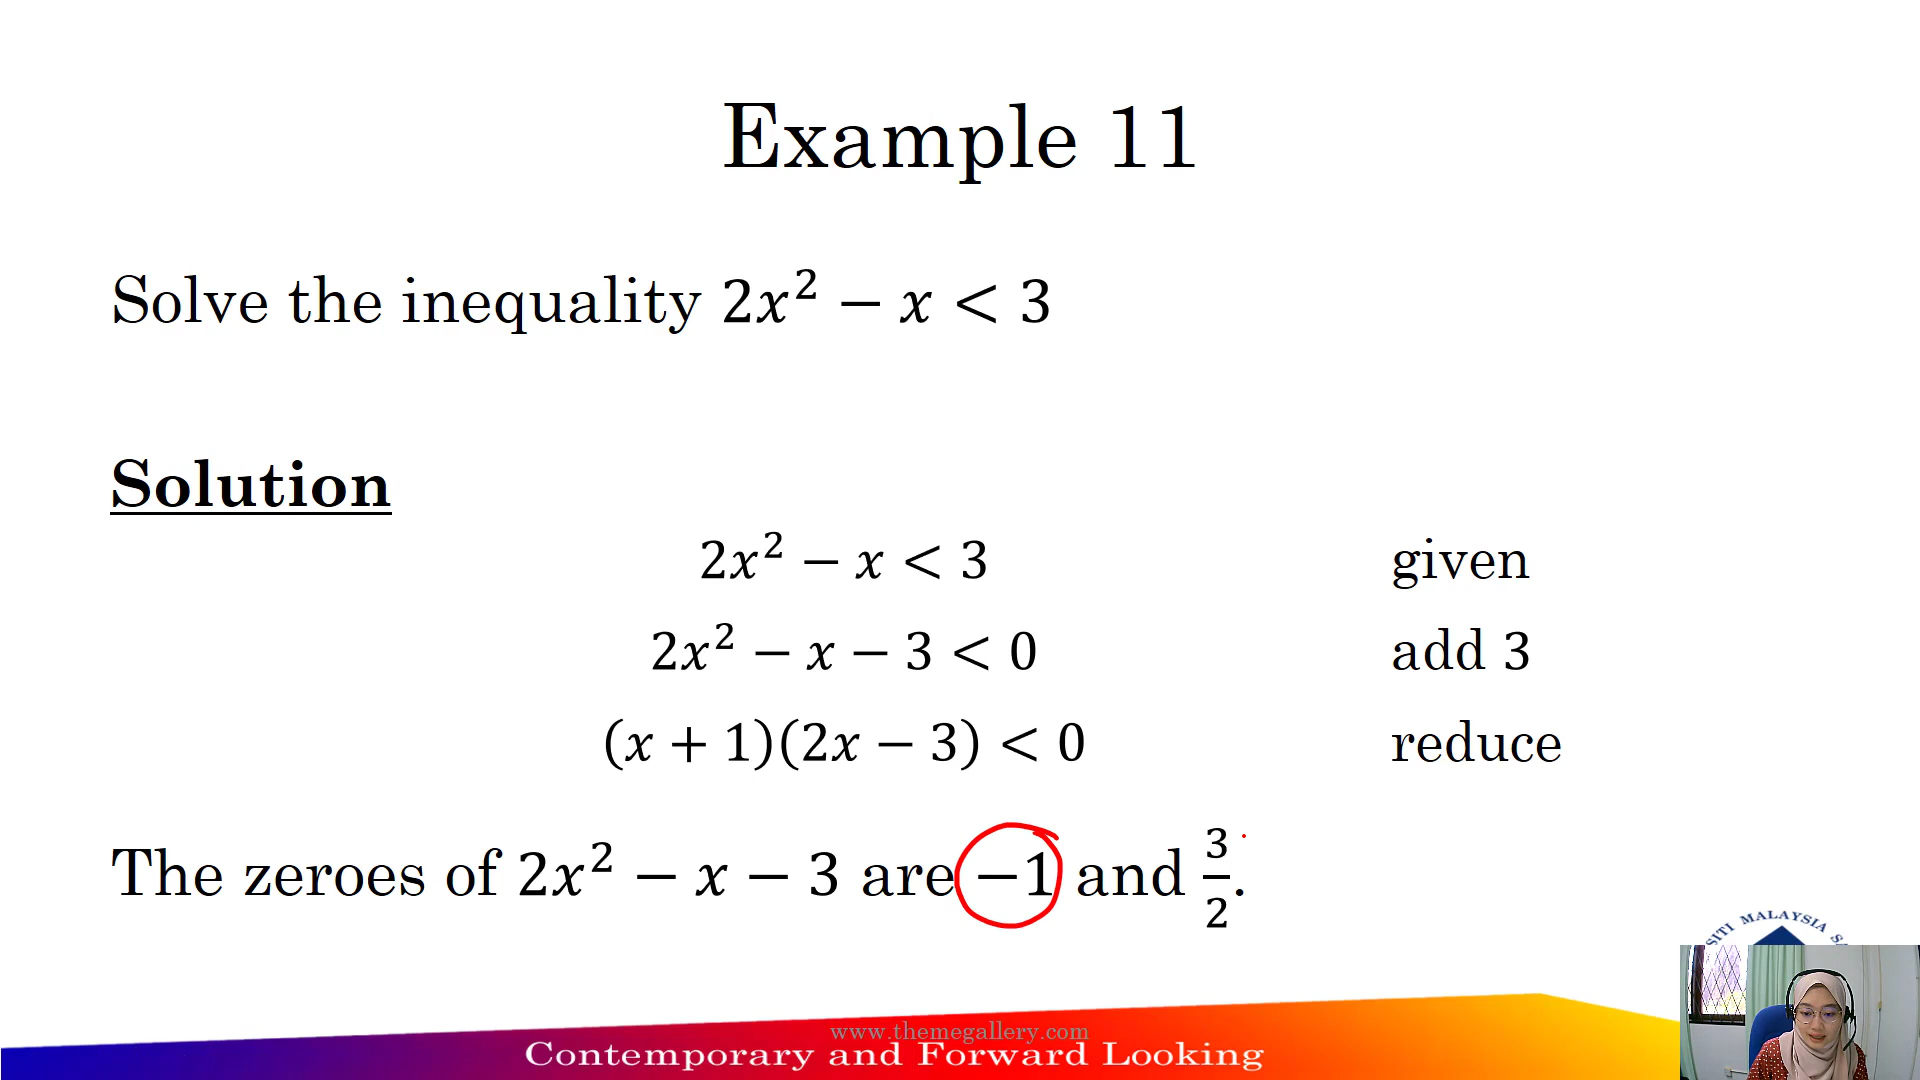 Example 11
Solve the inequality 2x² − x < 3
Solution
2x² − x < 3 given
2x² − x − 3 < 0 add 3
(x + 1)(2x − 3) < 0 reduce
The zeroes of 2x² − x − 3 are −1 and 3/2.
MALAYSIA
www.themegallery.com
Contemporary and Forward Looking